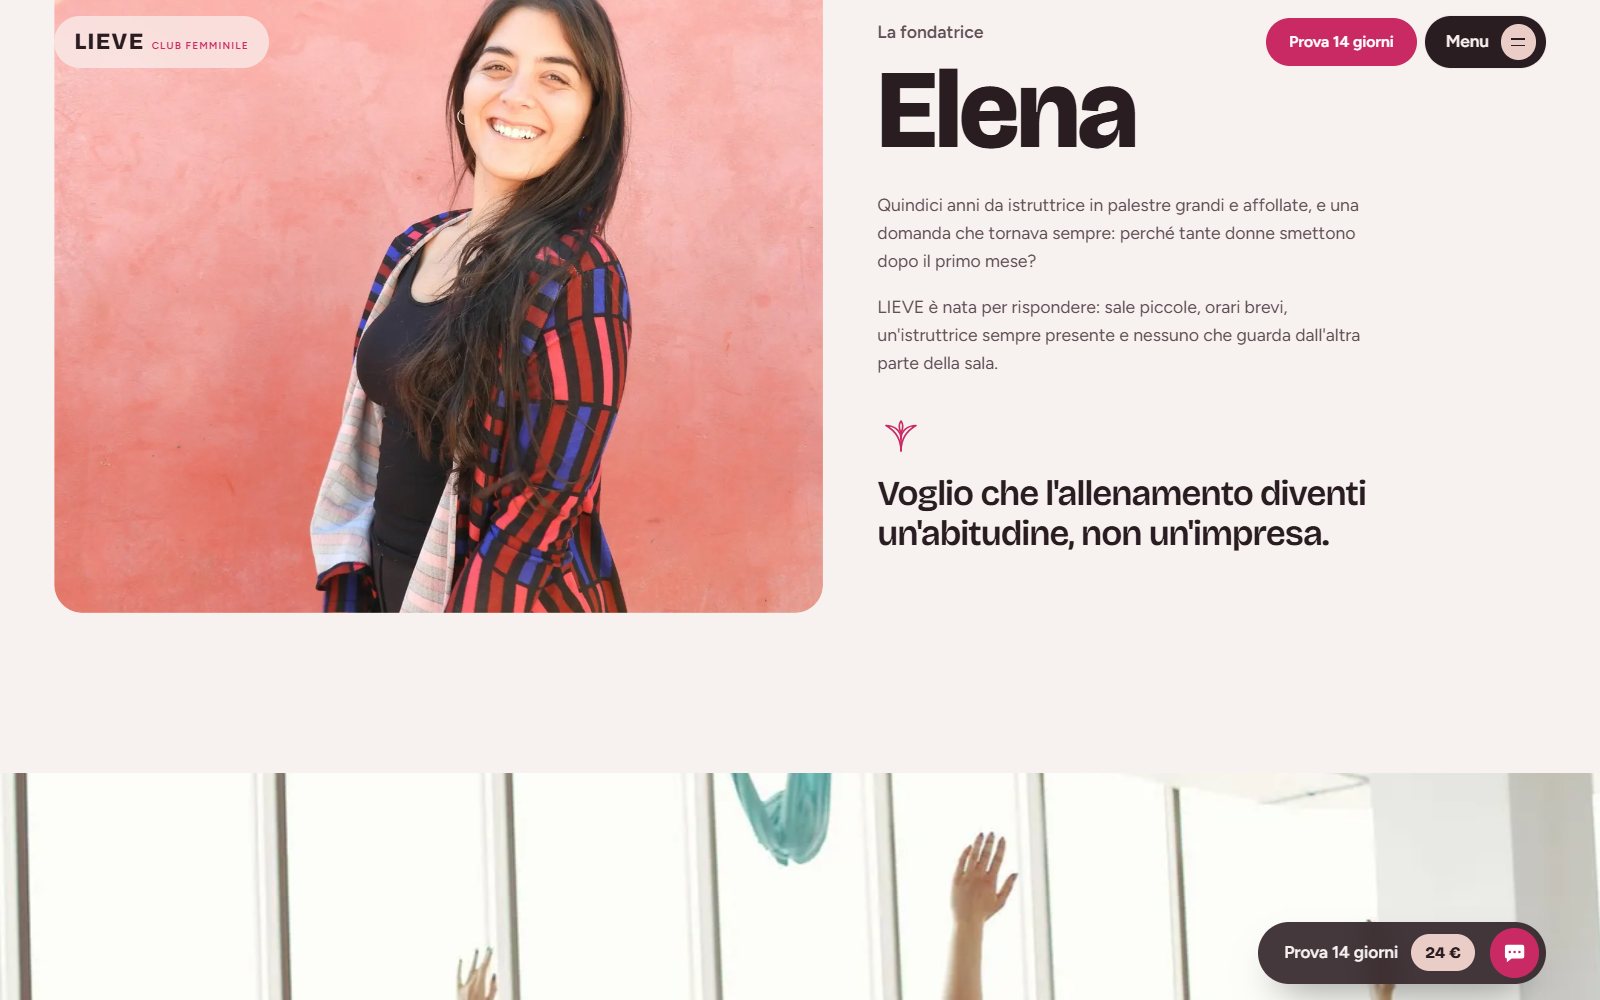 LIEVE CLUB FEMMINILE
La fondatrice
Prova 14 giorni
Menu
Elena
Quindici anni da istruttrice in palestre grandi e affollate, e una
domanda che tornava sempre: perché tante donne smettono
dopo il primo mese?
LIEVE è nata per rispondere: sale piccole, orari brevi,
un'istruttrice sempre presente e nessuno che guarda dall'altra
parte della sala.
Voglio che l'allenamento diventi
un'abitudine, non un'impresa.
Prova 14 giorni 24 €